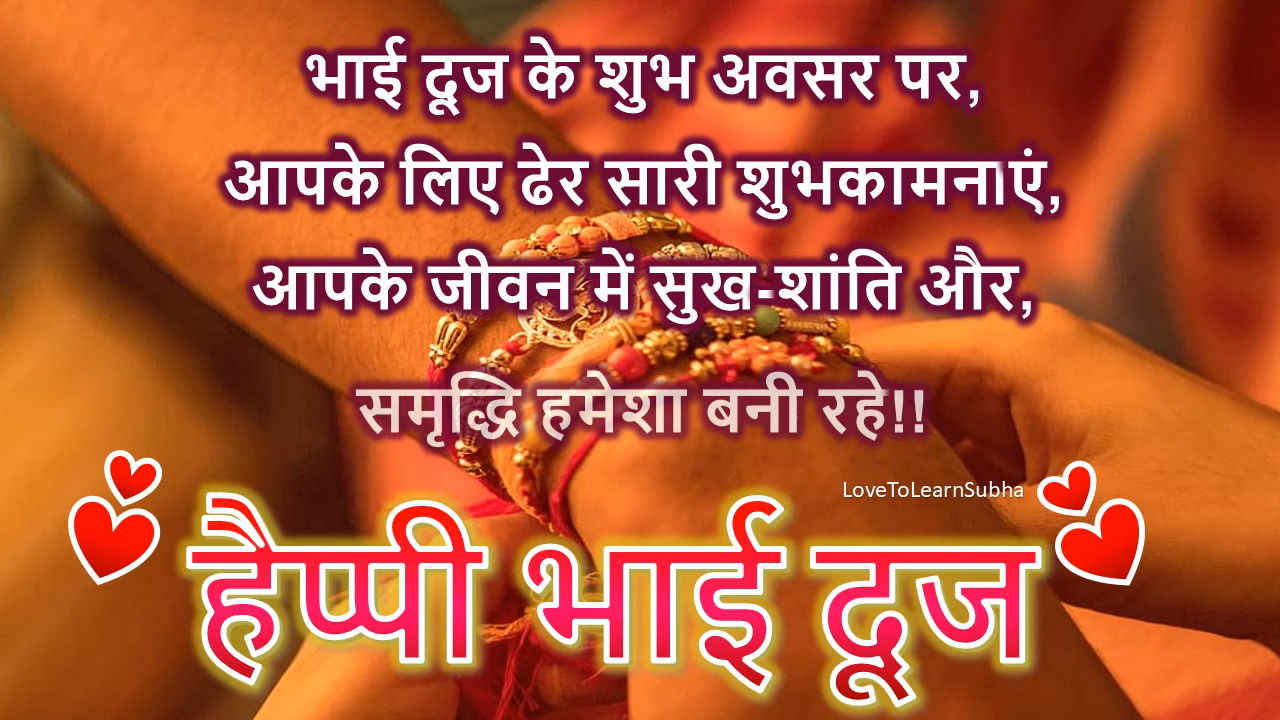 भाई दूज के शुभ अवसर पर,
आपके लिए ढेर सारी शुभकामनाएं,
आपके जीवन में सुख-शांति और,
समृद्धि हमेशा बनी रहे!!
LoveToLearnSubha
हैप्पी भाई दूज